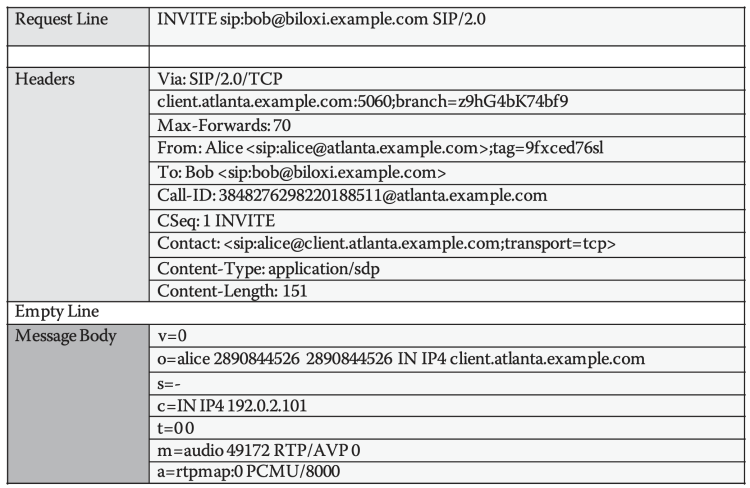 Request Line INVITE sip:bob@biloxi.example.com SIP/2.0
Headers Via: SIP/2.0/TCP
client.atlanta.example.com:5060;branch=z9hG4bK74bf9
Max-Forwards: 70
From: Alice <sip:alice@atlanta.example.com>;tag=9fxced76sl
To: Bob <sip:bob@biloxi.example.com>
Call-ID: 3848276298220188511@atlanta.example.com
CSeq: 1 INVITE
Contact: <sip:alice@client.atlanta.example.com;transport=tcp>
Content-Type: application/sdp
Content-Length: 151
Empty Line
Message Body v=0
o=alice 2890844526 2890844526 IN IP4 client.atlanta.example.com
s=-
c=IN IP4 192.0.2.101
t=0 0
m=audio 49172 RTP/AVP 0
a=rtpmap:0 PCMU/8000